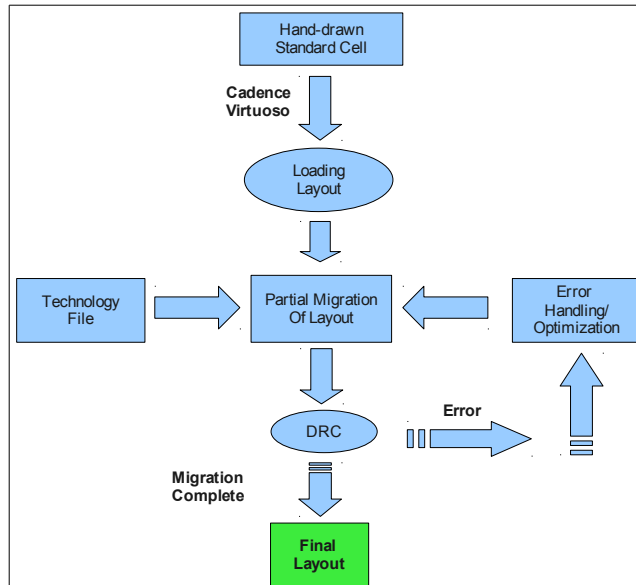 Hand-drawn
Standard Cell
Cadence
Virtuoso
Loading
Layout
Technology
File
Partial Migration
Of Layout
Error
Handling/
Optimization
DRC
Error
Migration
Complete
Final
Layout